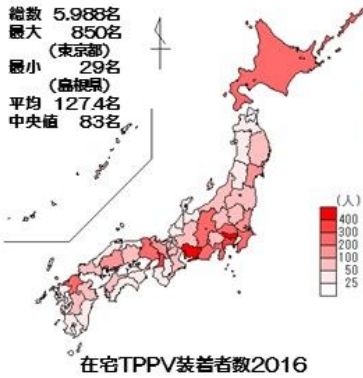 総数 5.988名
最大 850名
(東京都)
最小 29名
(島根県)
平均 127.4名
中央値 83名
(人)
400
300
200
100
50
25
在宅TPPV装着者数2016